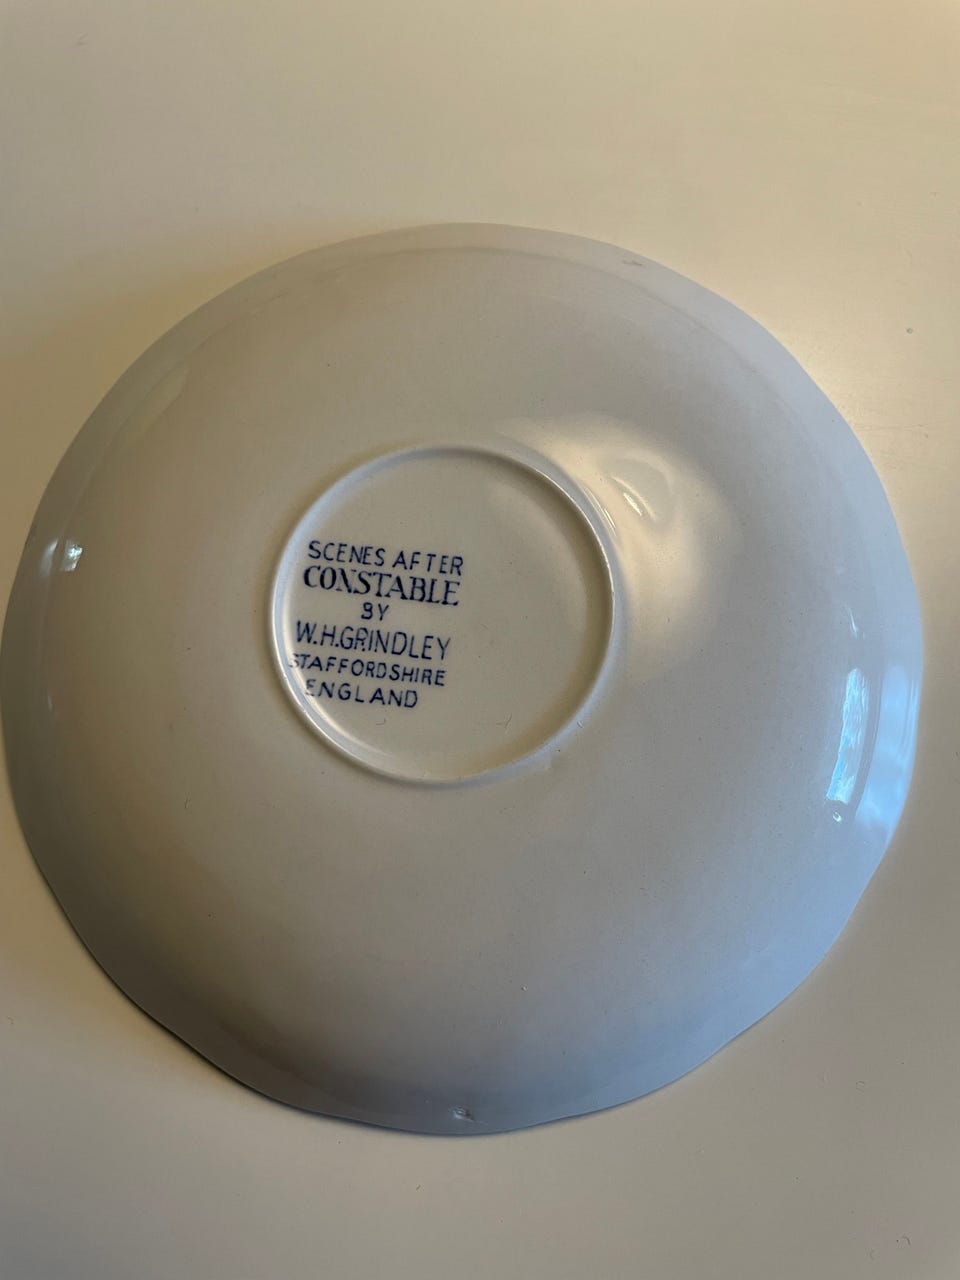 SCENES AFTER
CONSTABLE
BY
W.H.GRINDLEY
STAFFORDSHIRE
ENGLAND